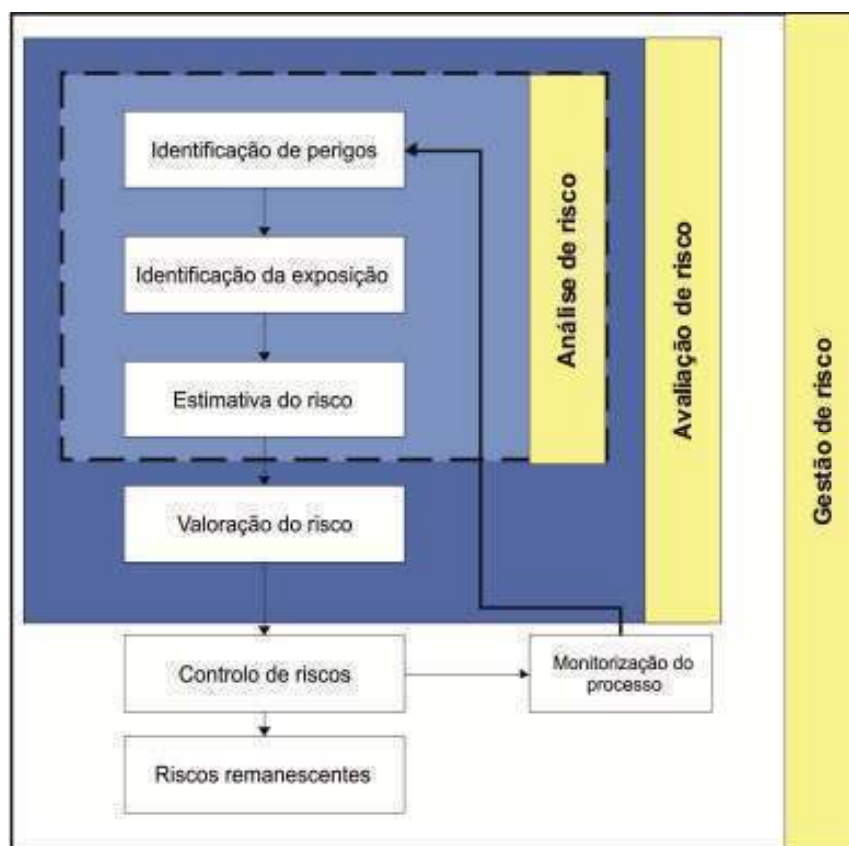 Identificação de perigos
Identificação da exposição
Estimativa do risco
Valoração do risco
Controlo de riscos
Monitorização do
processo
Riscos remanescentes
Análise de risco
Avaliação de risco
Gestão de risco